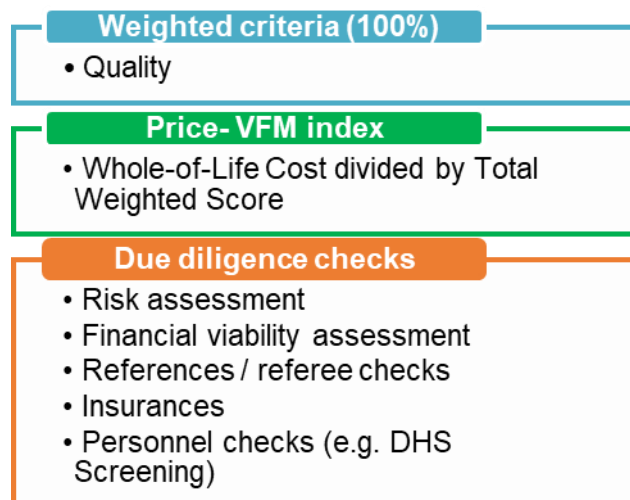 Weighted criteria (100%)
• Quality
Price- VFM index
• Whole-of-Life Cost divided by Total
Weighted Score
Due diligence checks
• Risk assessment
• Financial viability assessment
• References / referee checks
• Insurances
• Personnel checks (e.g. DHS
Screening)